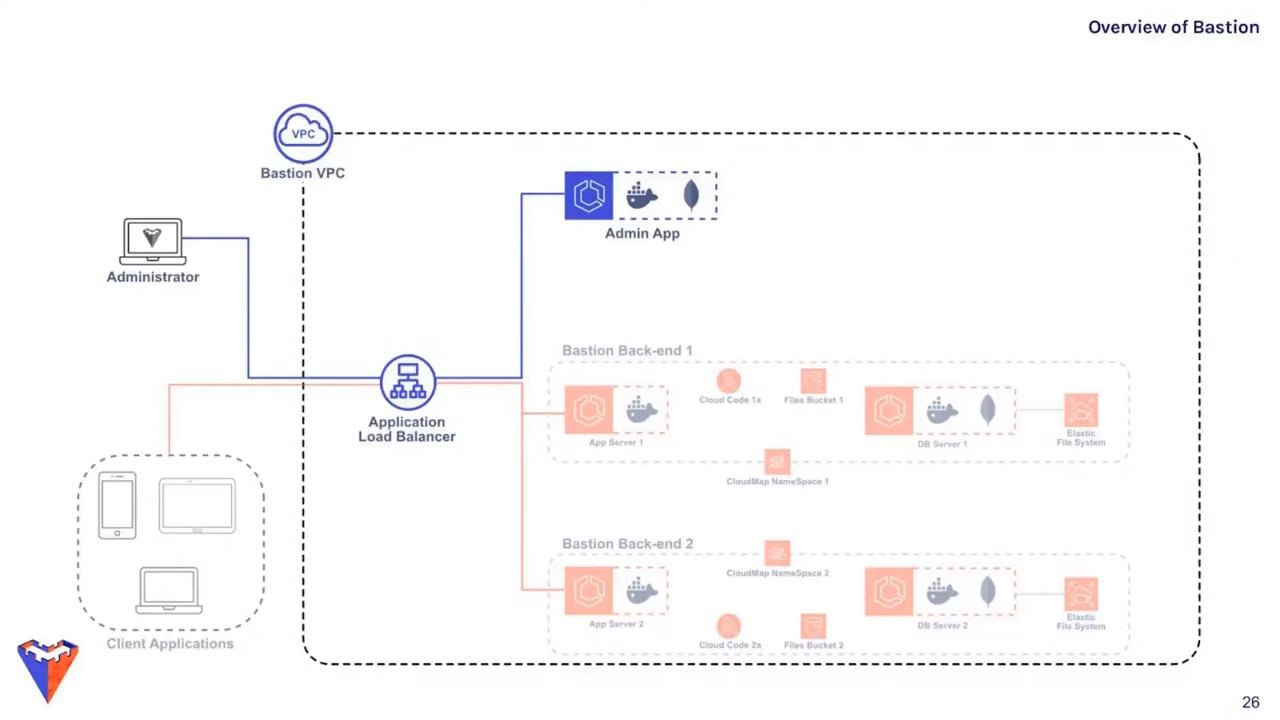 Overview of Bastion
VPC
Bastion VPC
Admin App
Administrator
Application
Load Balancer
Bastion Back-end 1
Cloud Code 1a
Files Bucket 1
App Server 1
DB Server 1
Elastic
File System
CloudMap NameSpace 1
Bastion Back-end 2
CloudMap NameSpace 2
App Server 2
DB Server 2
Elastic
File System
Cloud Code 2a
Files Bucket 2
Client Applications
26